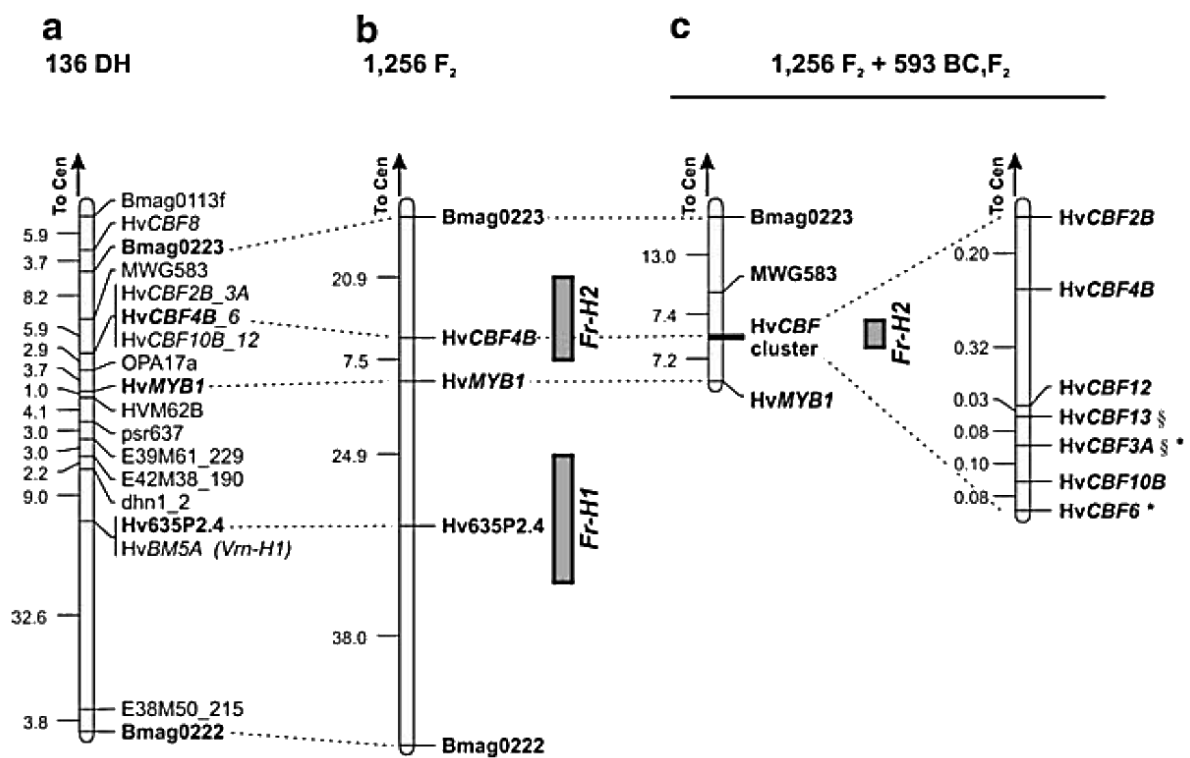 a
136 DH
To Cen
Bmag0113f
HvCBF8
Bmag0223
MWG583
HvCBF2B_3A
HvCBF4B_6
HvCBF10B_12
OPA17a
HvMYB1
HVM62B
psr637
E39M61_229
E42M38_190
dhn1_2
Hv635P2.4
HvBM5A (Vrn-H1)
E38M50_215
Bmag0222
5.9
3.7
8.2
5.9
2.9
3.7
1.0
4.1
3.0
3.0
2.2
9.0
32.6
3.8
b
1,256 F₂
To Cen
Bmag0223
HvCBF4B
HvMYB1
Hv635P2.4
Bmag0222
20.9
7.5
24.9
38.0
Fr-H2
Fr-H1
c
1,256 F₂ + 593 BC₁F₂
To Cen
Bmag0223
MWG583
HvCBF
cluster
HvMYB1
13.0
7.4
7.2
Fr-H2
To Cen
HvCBF2B
HvCBF4B
HvCBF12
HvCBF13 §
HvCBF3A § *
HvCBF10B
HvCBF6 *
0.20
0.32
0.03
0.08
0.10
0.08